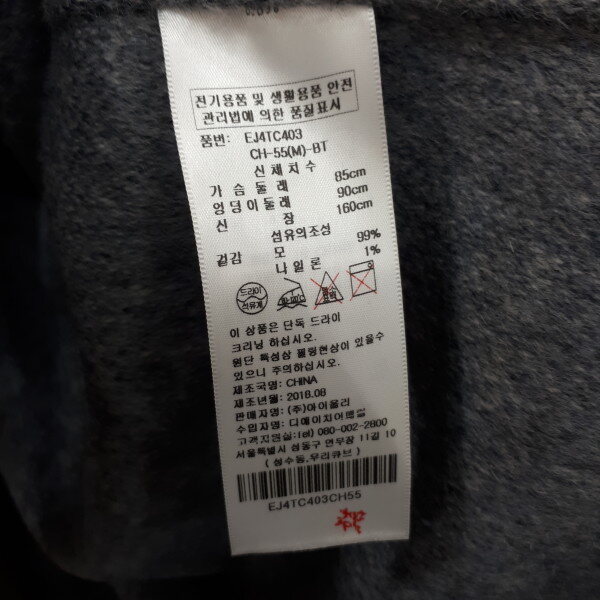 전기용품 및 생활용품 안전
관리법에 의한 품질표시
품번: EJ4TC403
CH-55(M)-BT
신체치수
가슴둘레 85cm
엉덩이둘레 90cm
신 장 160cm
섬유의조성
겉감 모 99%
나일론 1%
드라이
석유계
이 상품은 단독 드라이
크리닝 하십시오.
원단 특성상 필링현상이 있을수
있으니 주의하십시오.
제조국명: CHINA
제조년월: 2018.08
판매자명: (주)아이올리
수입자명: 디에이치어패럴
고객지원실:tel) 080-002-2800
서울특별시 성동구 연무장 11길 10
(성수동,우리큐브)
EJ4TC403CH55